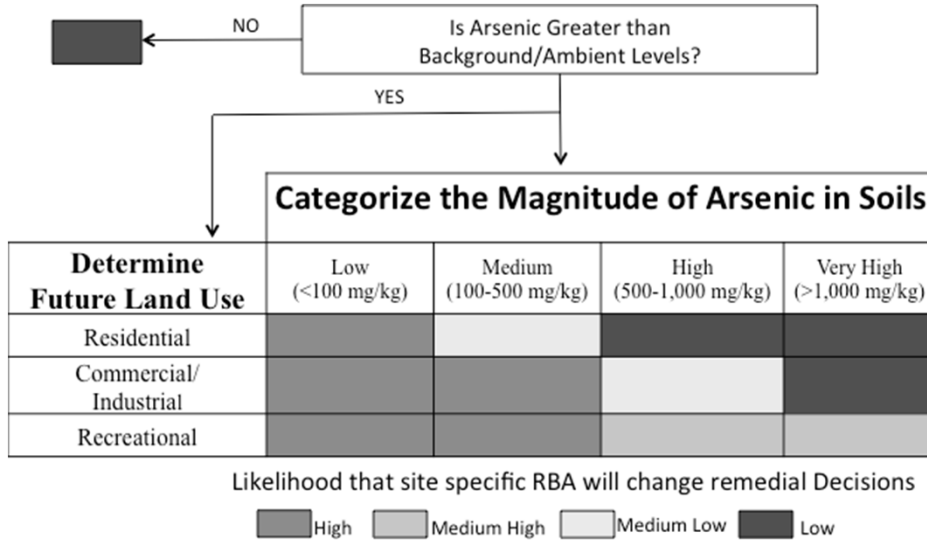 NO
Is Arsenic Greater than
Background/Ambient Levels?
YES
Categorize the Magnitude of Arsenic in Soils
Determine
Future Land Use
Low
(<100 mg/kg)
Medium
(100-500 mg/kg)
High
(500-1,000 mg/kg)
Very High
(>1,000 mg/kg)
Residential
Commercial/
Industrial
Recreational
Likelihood that site specific RBA will change remedial Decisions
High
Medium High
Medium Low
Low